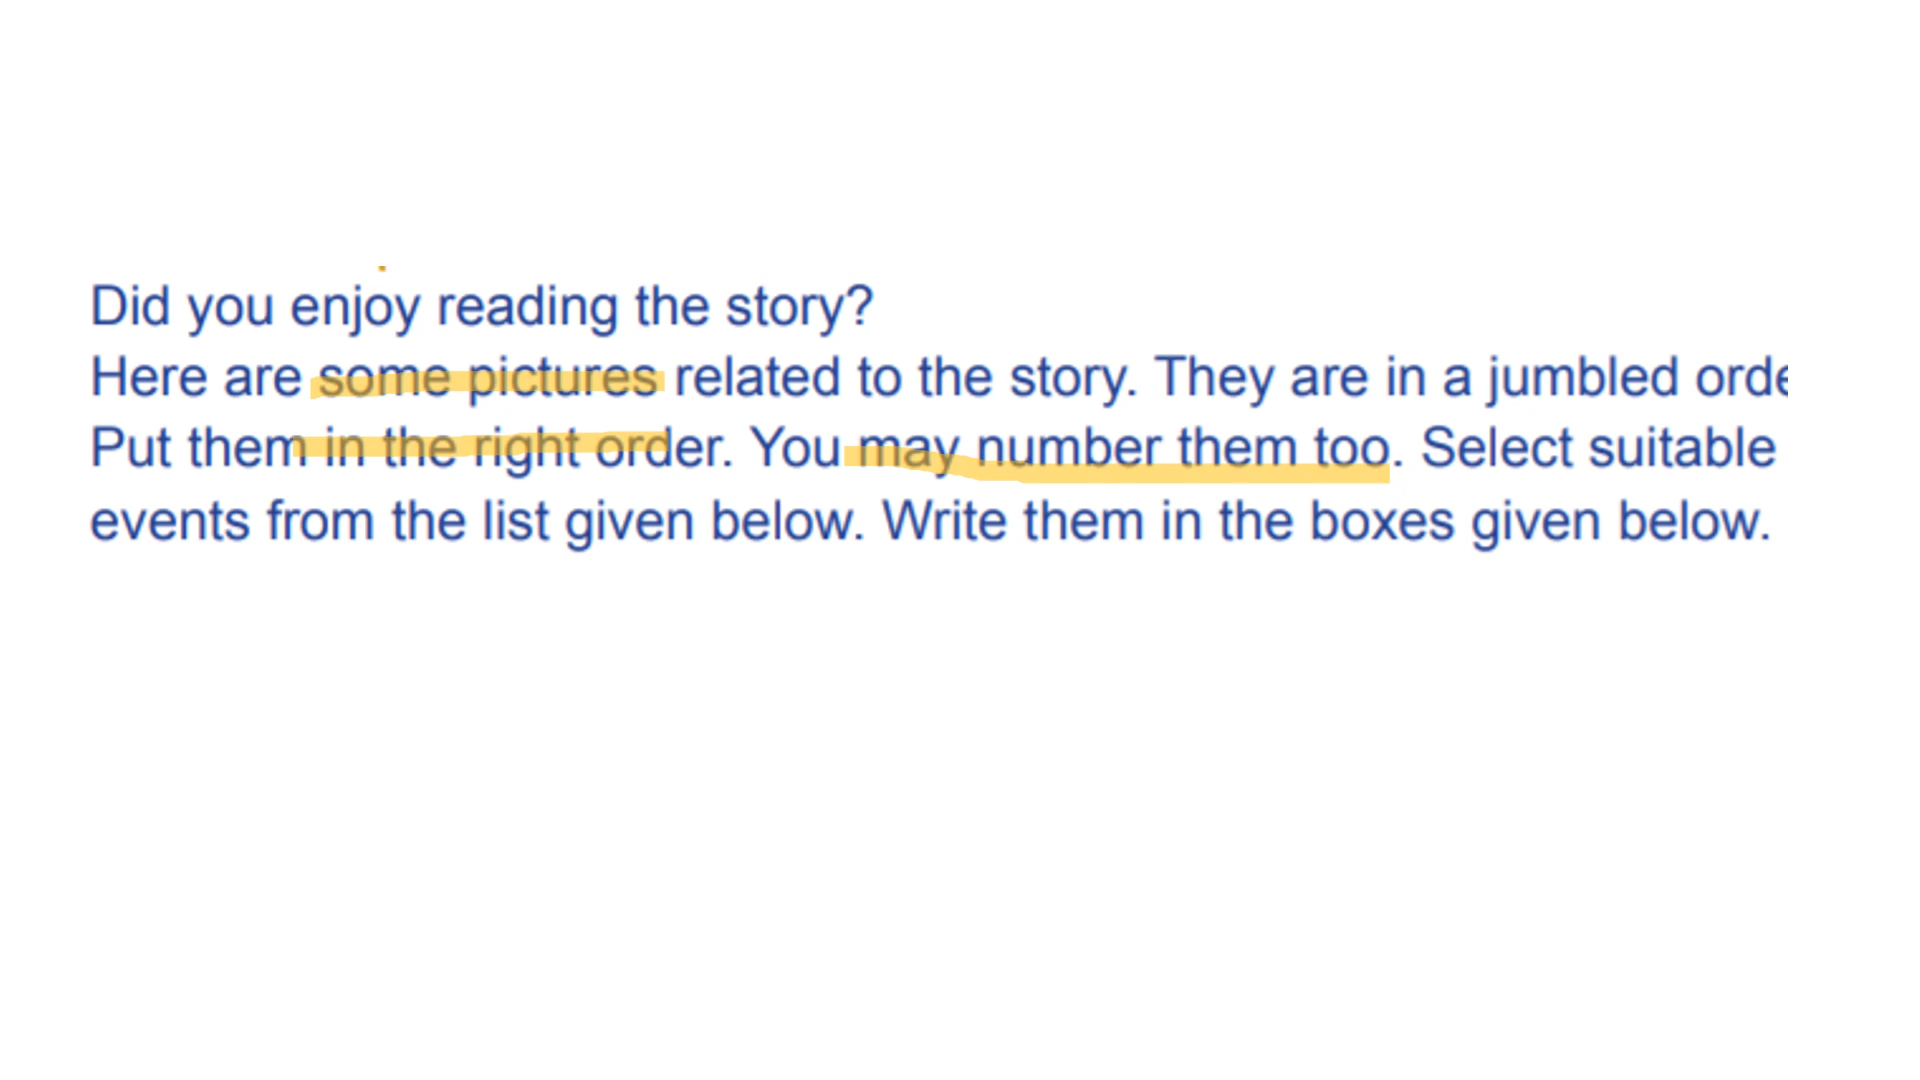 Did you enjoy reading the story?
Here are some pictures related to the story. They are in a jumbled orde
Put them in the right order. You may number them too. Select suitable
events from the list given below. Write them in the boxes given below.